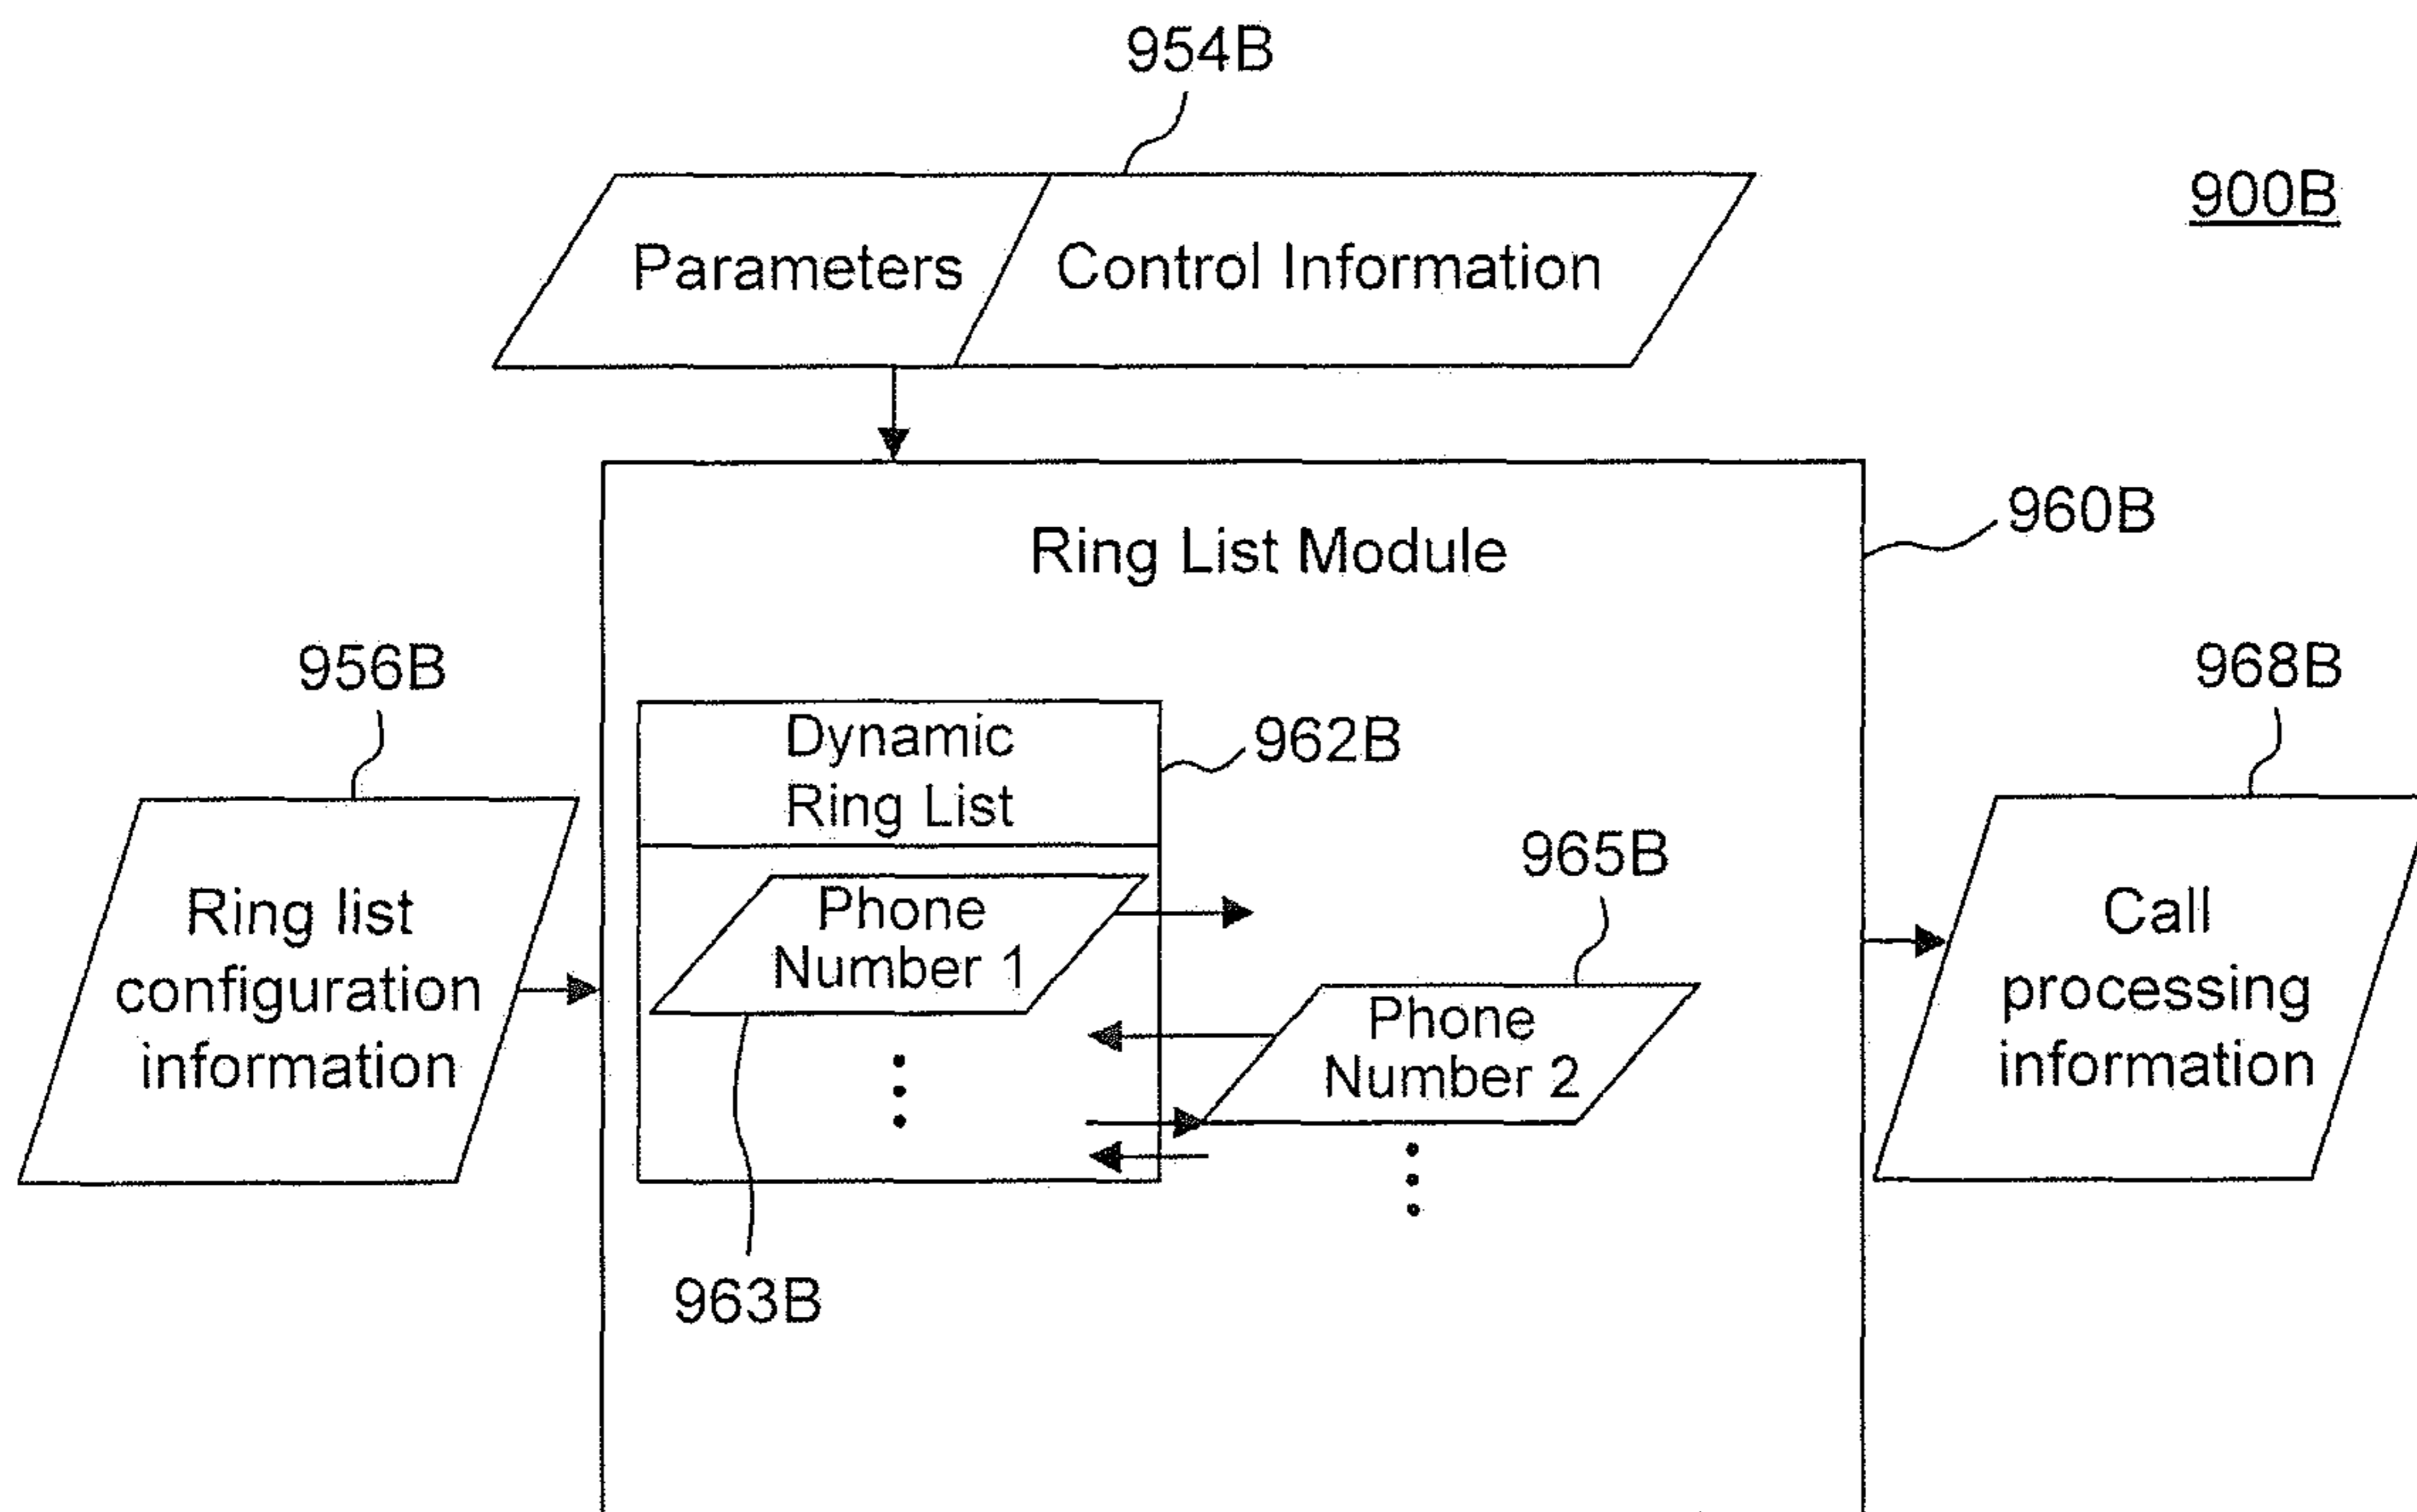 954B
900B
Parameters
Control Information
Ring List Module
960B
956B
968B
Dynamic
Ring List
962B
965B
Ring list
configuration
information
Phone
Number 1
Phone
Number 2
Call
processing
information
963B